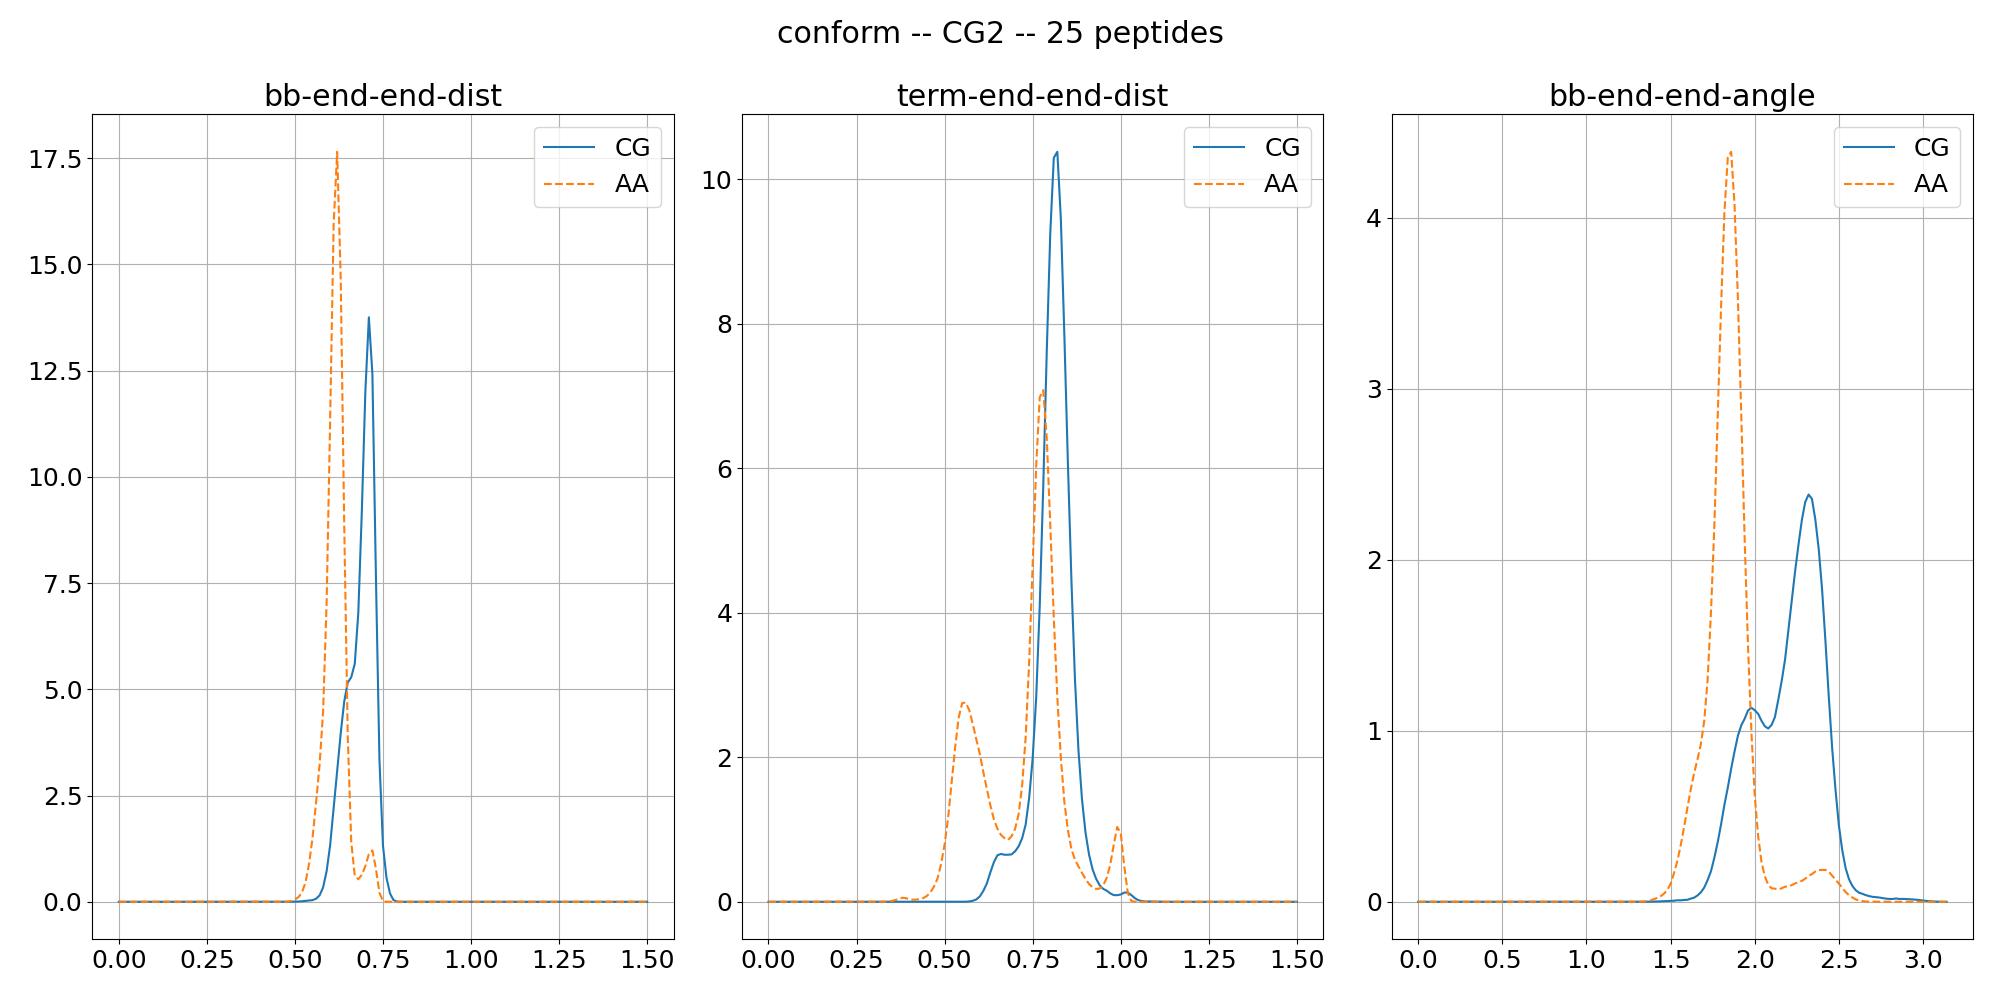 conform -- CG2 -- 25 peptides
bb-end-end-dist
CG
AA
17.5
15.0
12.5
10.0
7.5
5.0
2.5
0.0
0.00 0.25 0.50 0.75 1.00 1.25 1.50
term-end-end-dist
CG
AA
10
8
6
4
2
0
0.00 0.25 0.50 0.75 1.00 1.25 1.50
bb-end-end-angle
CG
AA
4
3
2
1
0
0.0 0.5 1.0 1.5 2.0 2.5 3.0